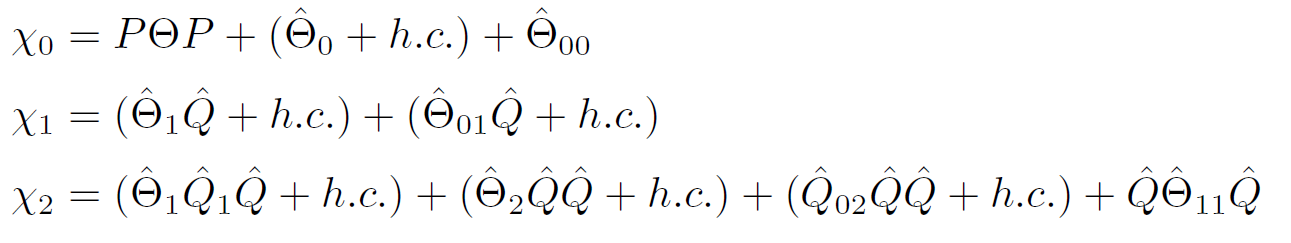 χ₀ = PΘP + (Θ̂₀ + h.c.) + Θ̂₀₀
χ₁ = (Θ̂₁Q̂ + h.c.) + (Θ̂₀₁Q̂ + h.c.)
χ₂ = (Θ̂₁Q̂₁Q̂ + h.c.) + (Θ̂₂Q̂Q̂ + h.c.) + (Q̂₀₂Q̂Q̂ + h.c.) + Q̂Θ̂₁₁Q̂